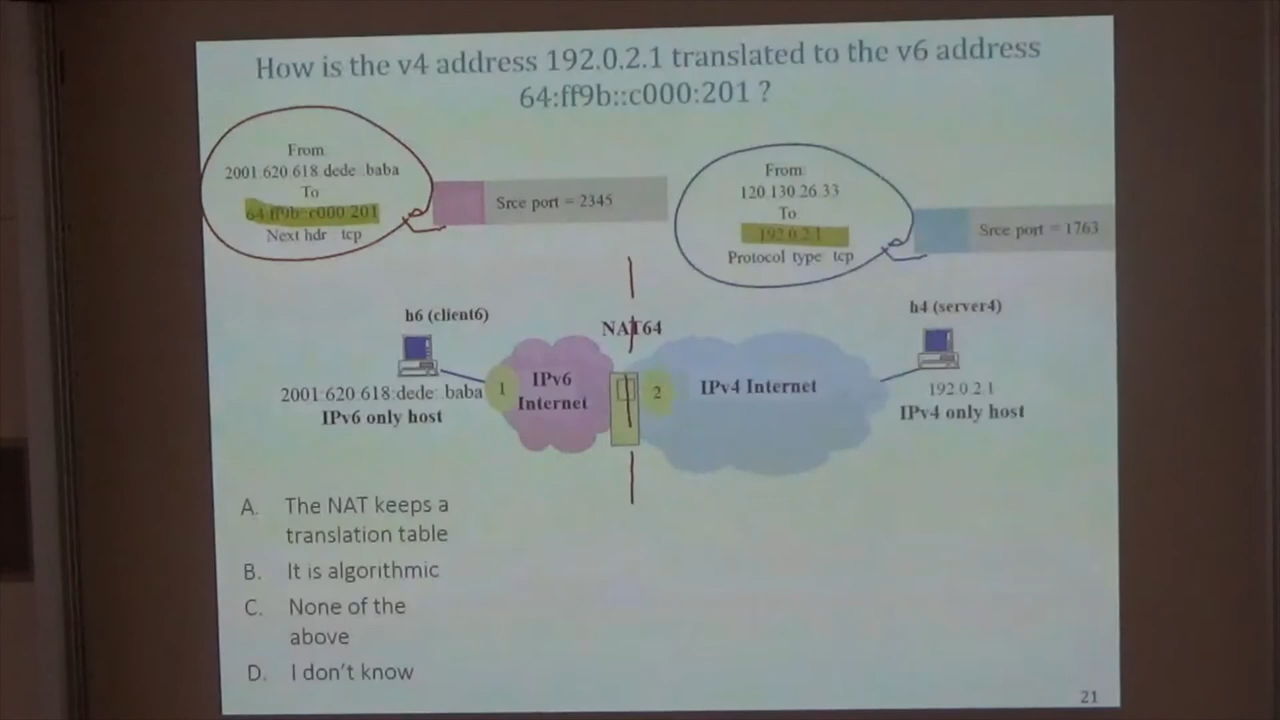 How is the v4 address 192.0.2.1 translated to the v6 address
64:ff9b::c000:201 ?
From
2001:620:618:dede::baba
To
64:ff9b::c000:201
Next hdr tcp
Srce port = 2345
From:
120.130.26.33
To
192.0.2.1
Protocol type tcp
Srce port = 1763
h6 (client6)
NAT64
h4 (server4)
1
IPv6
Internet
2
IPv4 Internet
2001:620:618:dede::baba
IPv6 only host
192.0.2.1
IPv4 only host
A. The NAT keeps a
translation table
B. It is algorithmic
C. None of the
above
D. I don't know
21